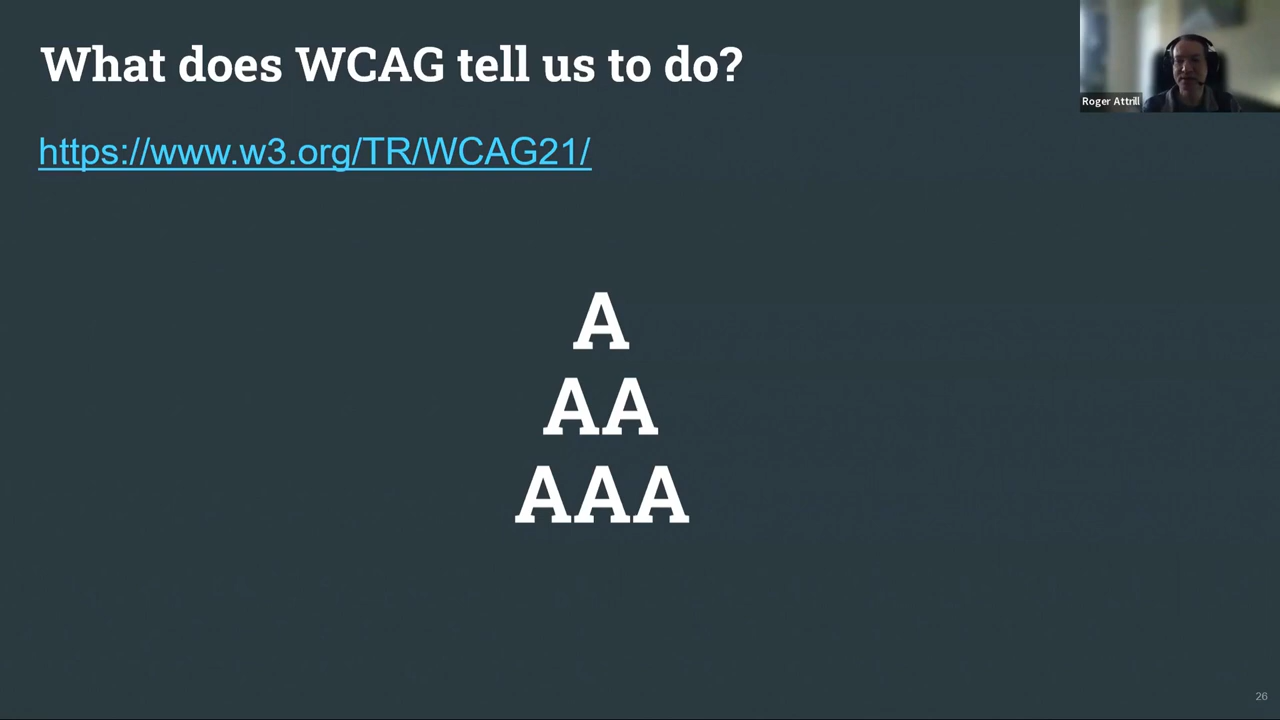 What does WCAG tell us to do?
Roger Attrill
https://www.w3.org/TR/WCAG21/
A
AA
AAA
26